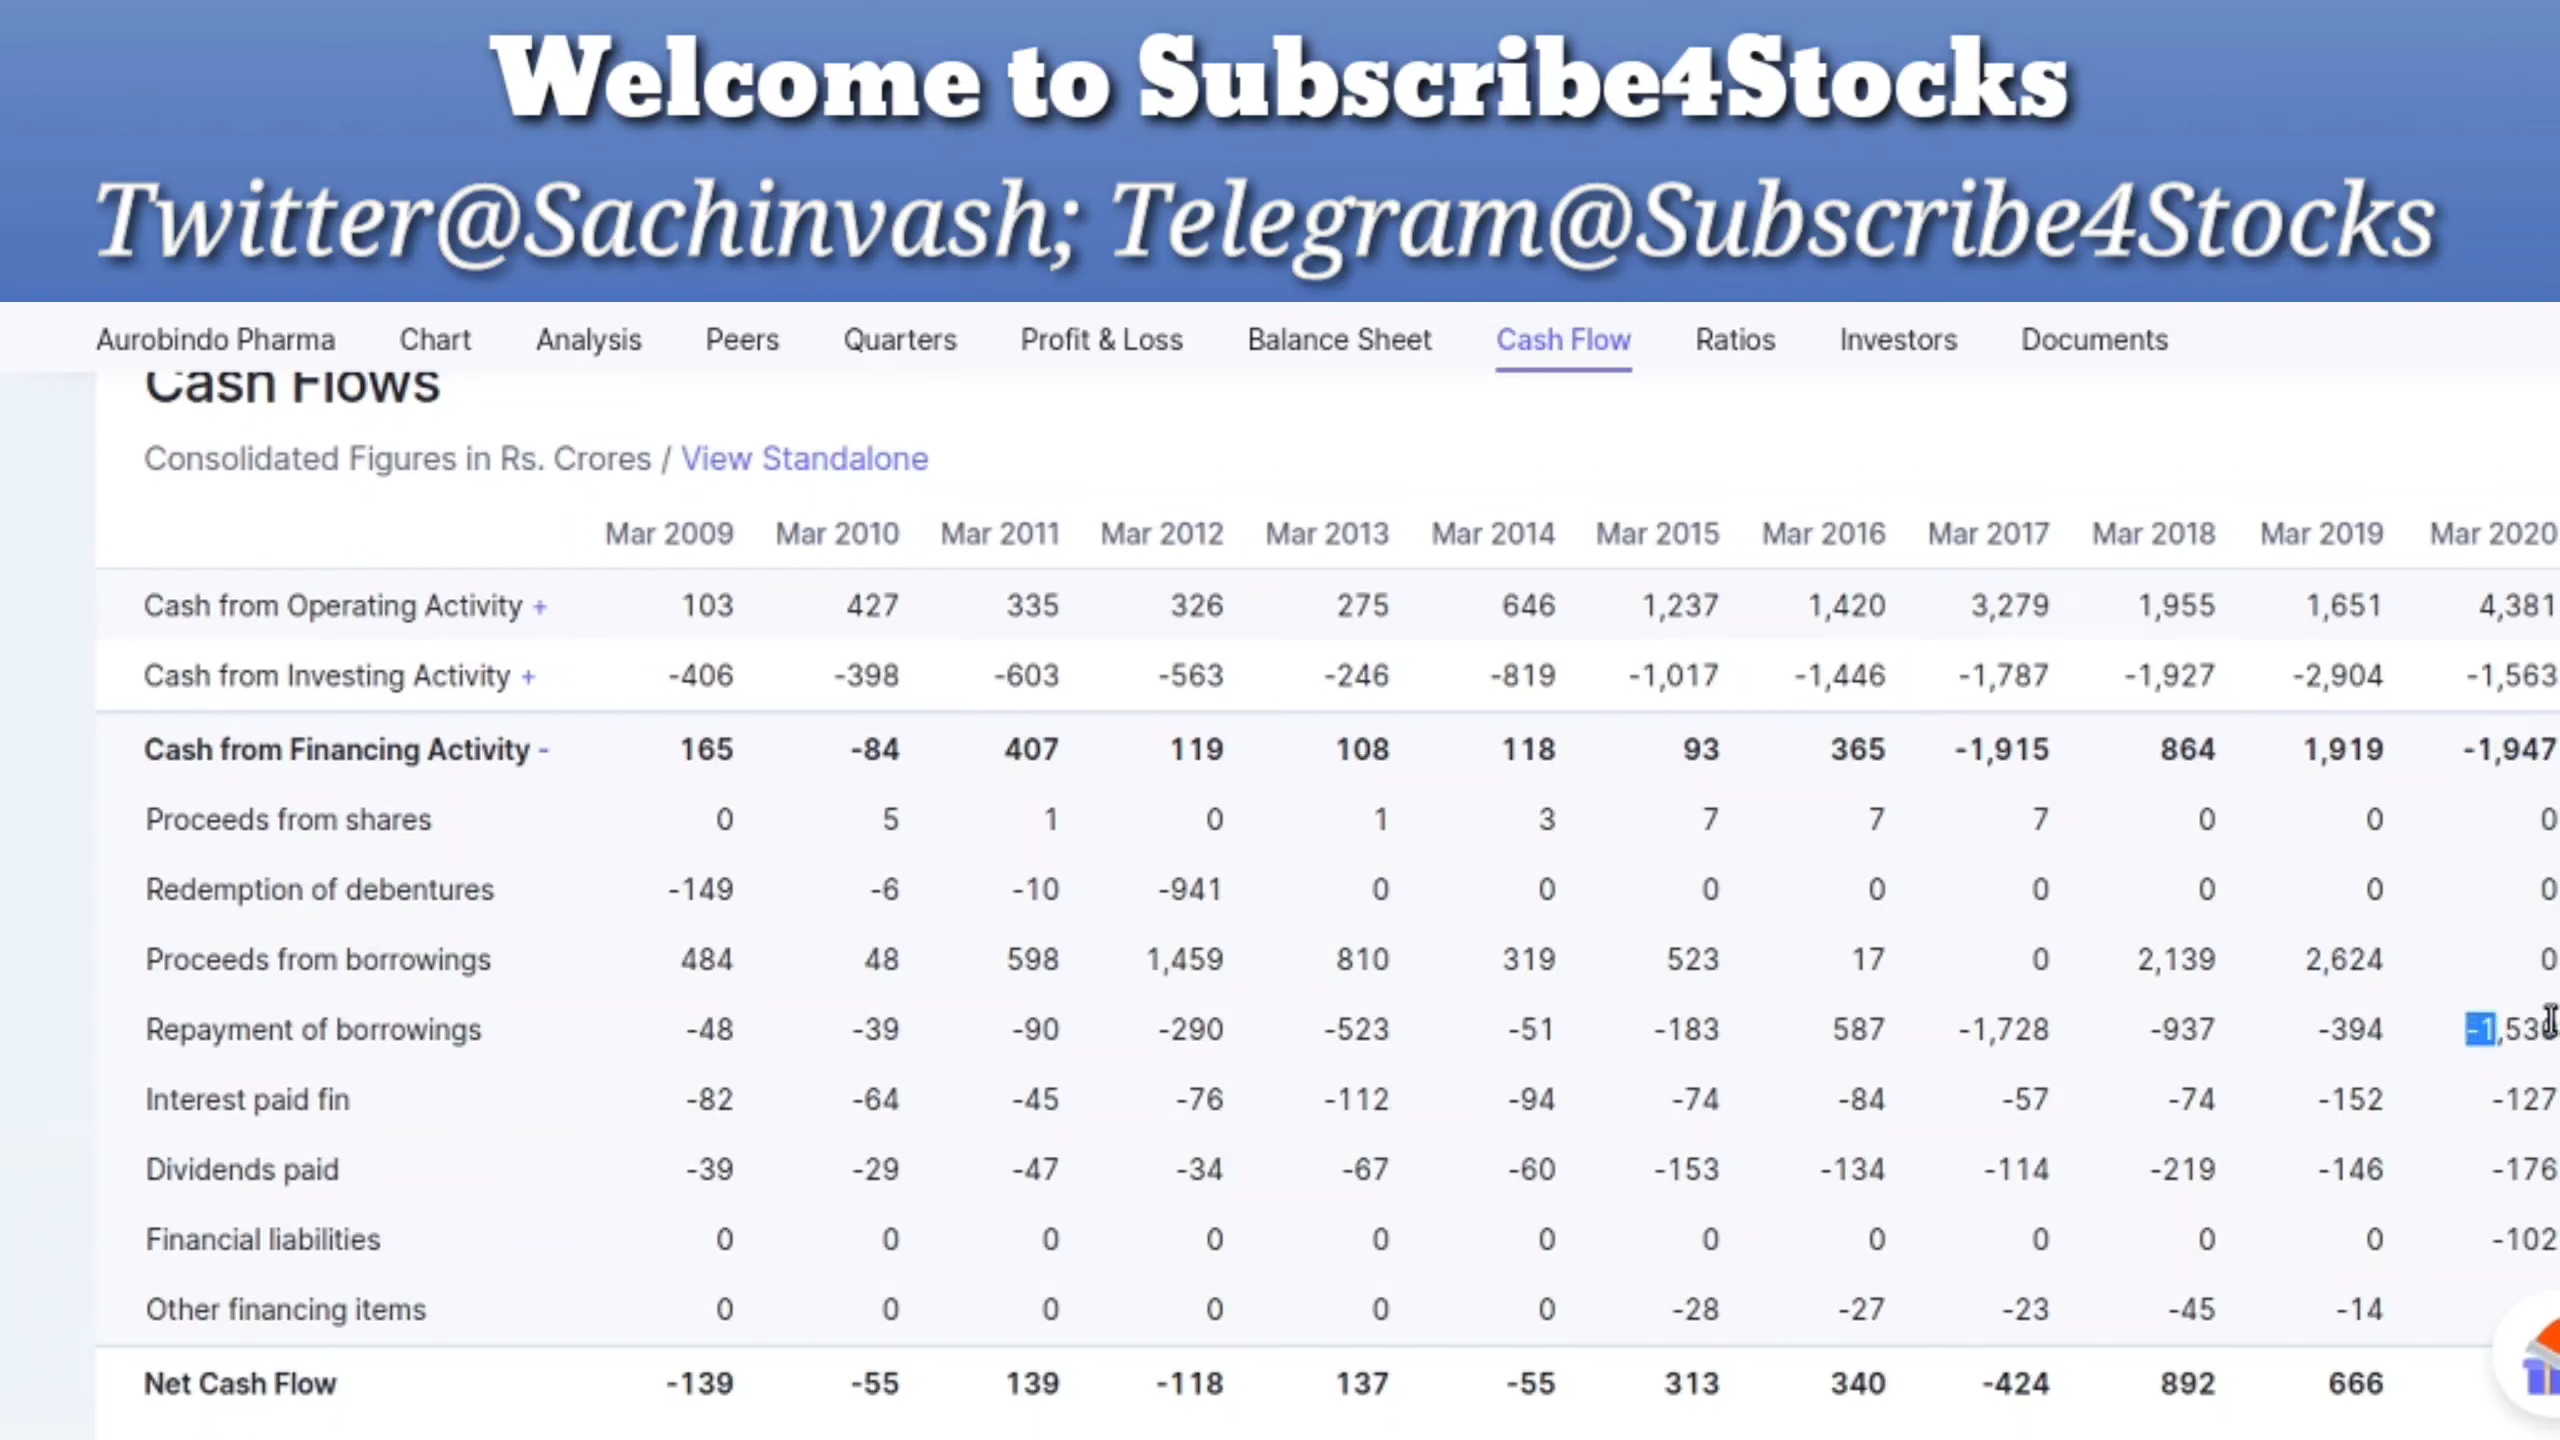 Welcome to Subscribe4Stocks
Twitter@Sachinvash; Telegram@Subscribe4Stocks
Aurobindo Pharma Chart Analysis Peers Quarters Profit & Loss Balance Sheet Cash Flow Ratios Investors Documents
Cash Flows
Consolidated Figures in Rs. Crores / View Standalone
Mar 2009 Mar 2010 Mar 2011 Mar 2012 Mar 2013 Mar 2014 Mar 2015 Mar 2016 Mar 2017 Mar 2018 Mar 2019 Mar 2020
Cash from Operating Activity + 103 427 335 326 275 646 1,237 1,420 3,279 1,955 1,651 4,381
Cash from Investing Activity + -406 -398 -603 -563 -246 -819 -1,017 -1,446 -1,787 -1,927 -2,904 -1,563
Cash from Financing Activity - 165 -84 407 119 108 118 93 365 -1,915 864 1,919 -1,947
Proceeds from shares 0 5 1 0 1 3 7 7 7 0 0 0
Redemption of debentures -149 -6 -10 -941 0 0 0 0 0 0 0 0
Proceeds from borrowings 484 48 598 1,459 810 319 523 17 0 2,139 2,624 0
Repayment of borrowings -48 -39 -90 -290 -523 -51 -183 587 -1,728 -937 -394
Interest paid fin -82 -64 -45 -76 -112 -94 -74 -84 -57 -74 -152 -127
Dividends paid -39 -29 -47 -34 -67 -60 -153 -134 -114 -219 -146 -176
Financial liabilities 0 0 0 0 0 0 0 0 0 0 0 -102
Other financing items 0 0 0 0 0 0 -28 -27 -23 -45 -14
Net Cash Flow -139 -55 139 -118 137 -55 313 340 -424 892 666